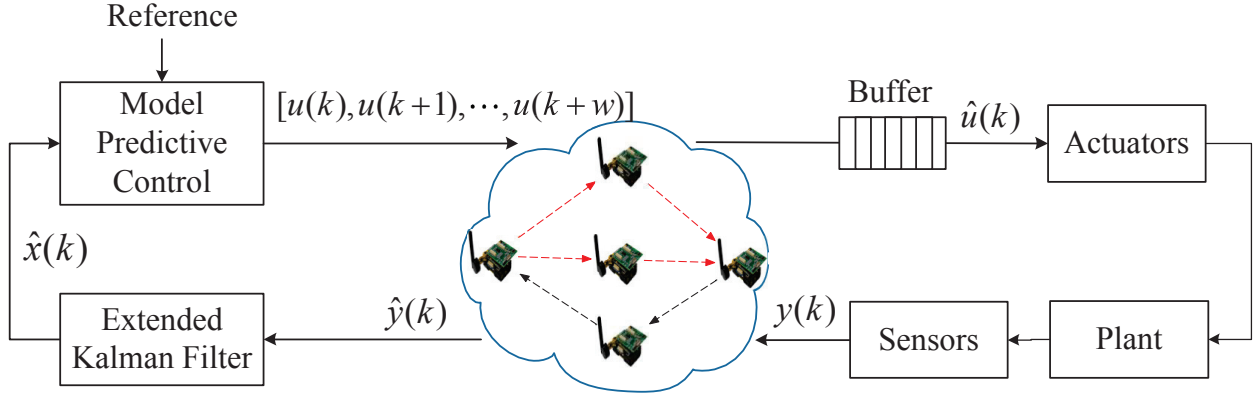 Reference
Model
Predictive
Control
[u(k),u(k+1),⋯,u(k+w)]
Buffer
û(k)
Actuators
x̂(k)
Extended
Kalman Filter
ŷ(k)
y(k)
Sensors
Plant